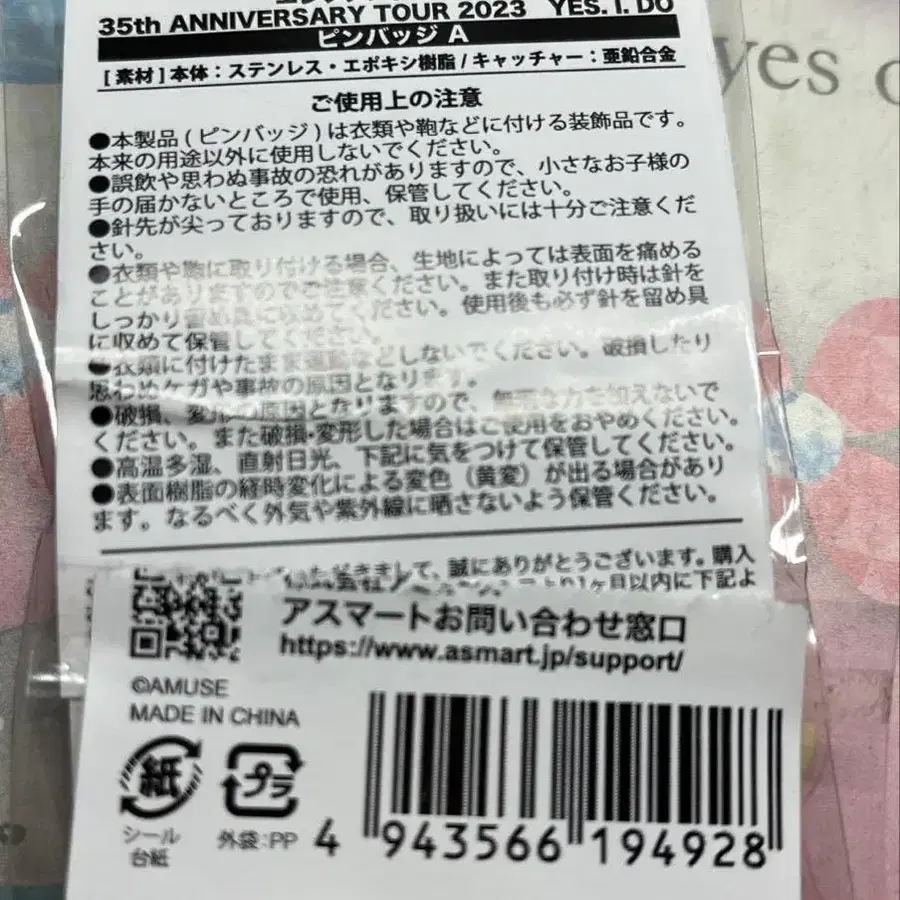 35th ANNIVERSARY TOUR 2023 YES. I. DO
ピンバッジ A
[ 素材 ] 本体：ステンレス・エポキシ樹脂 / キャッチャー：亜鉛合金
ご使用上の注意
●本製品 ( ピンバッジ ) は衣類や鞄などに付ける装飾品です。
本来の用途以外に使用しないでください。
●誤飲や思わぬ事故の恐れがありますので、小さなお子様の
手の届かないところで使用、保管してください。
●針先が尖っておりますので、取り扱いには十分ご注意くだ
さい。
●衣類や鞄に取り付ける場合、生地によっては表面を痛める
ことがありますのでご注意ください。また取り付け時は針を
しっかり留め具に収めてください。使用後も必ず針を留め具
に収めて保管してください。
●衣類に付けたまま運動などしないでください。破損したり
思わぬケガや事故の原因となります。
●破損、変形の原因となりますので、無理な力を加えないで
ください。また破損・変形した場合はご使用をおやめください。
●高温多湿、直射日光、下記に気をつけて保管してください。
●表面樹脂の経時変化による変色（黄変）が出る場合があり
ます。なるべく外気や紫外線に晒さないよう保管ください。
誠にありがとうございます。購入
より1ヶ月以内に下記よ
アスマートお問い合わせ窓口
https://www.asmart.jp/support/
©AMUSE
MADE IN CHINA
紙
プラ
シール
台紙
外袋：PP
4 943566 194928
yes